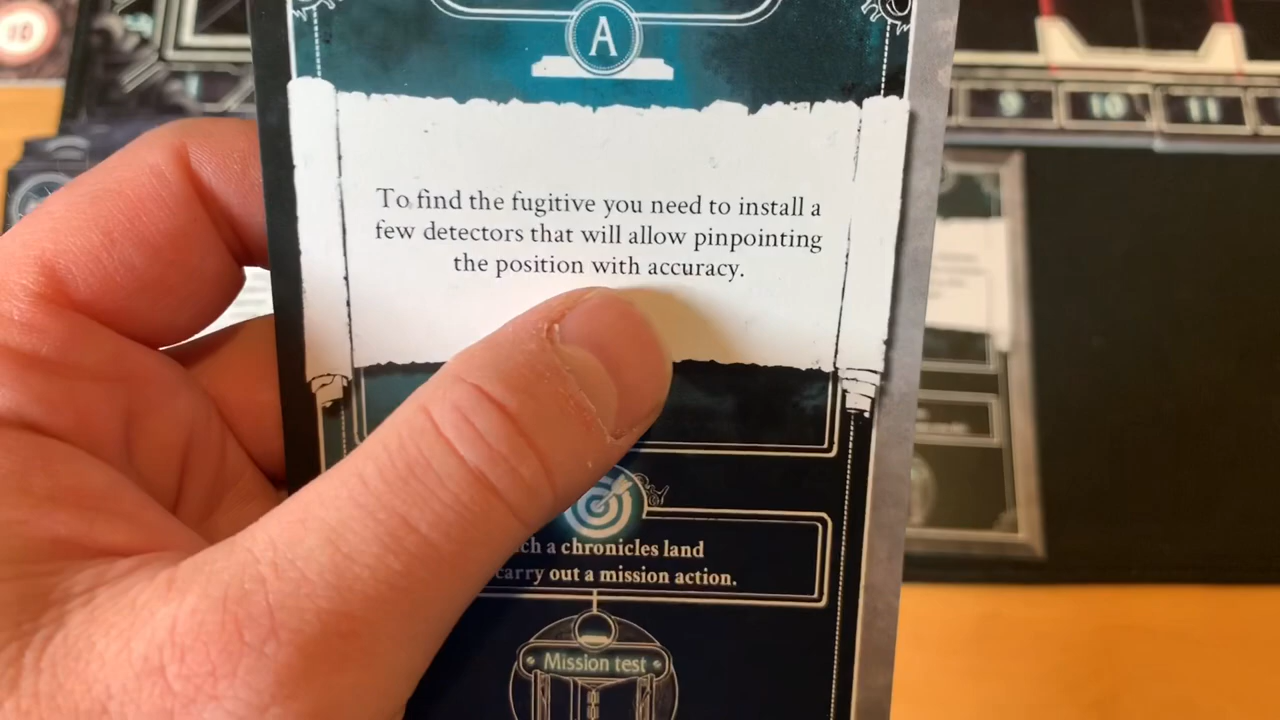 A
To find the fugitive you need to install a
few detectors that will allow pinpointing
the position with accuracy.
a chronicles land
carry out a mission action.
Mission test
10
9
10
11